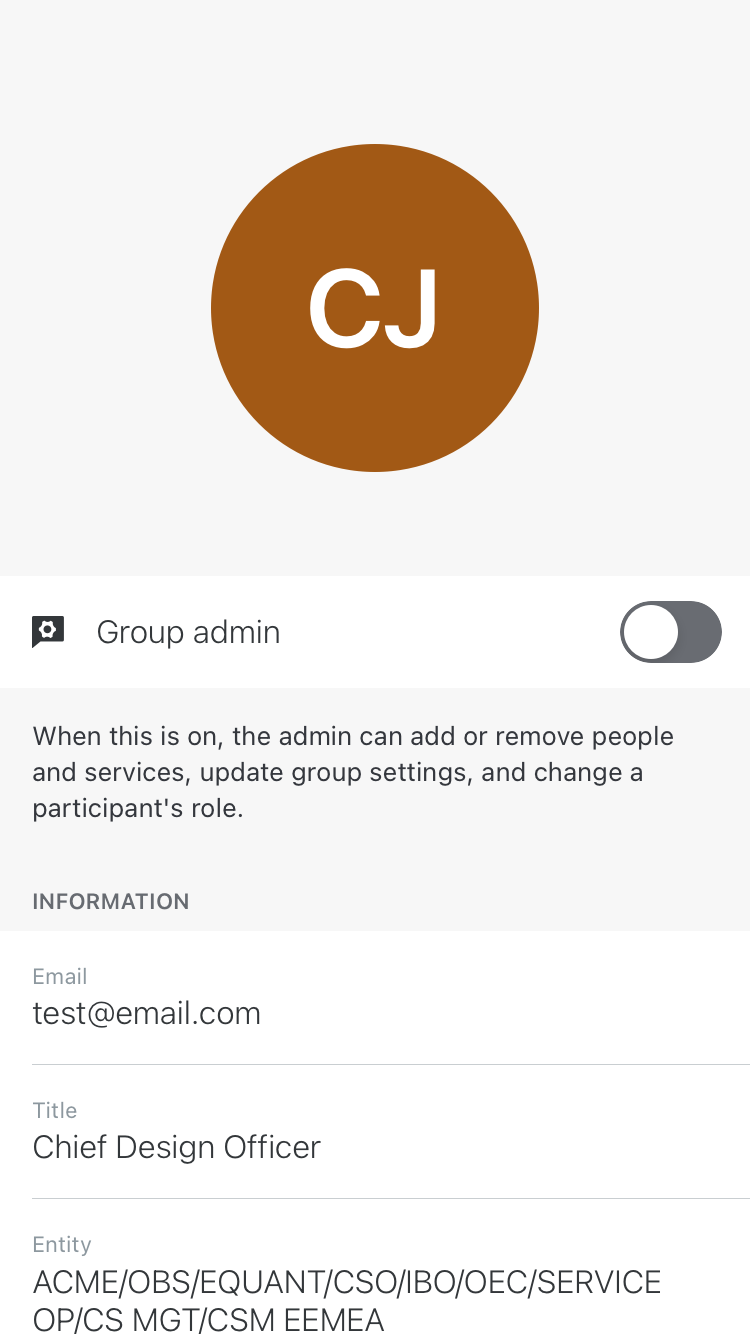 CJ
Group admin
When this is on, the admin can add or remove people
and services, update group settings, and change a
participant's role.
INFORMATION
Email
test@email.com
Title
Chief Design Officer
Entity
ACME/OBS/EQUANT/CSO/IBO/OEC/SERVICE
OP/CS MGT/CSM EEMEA